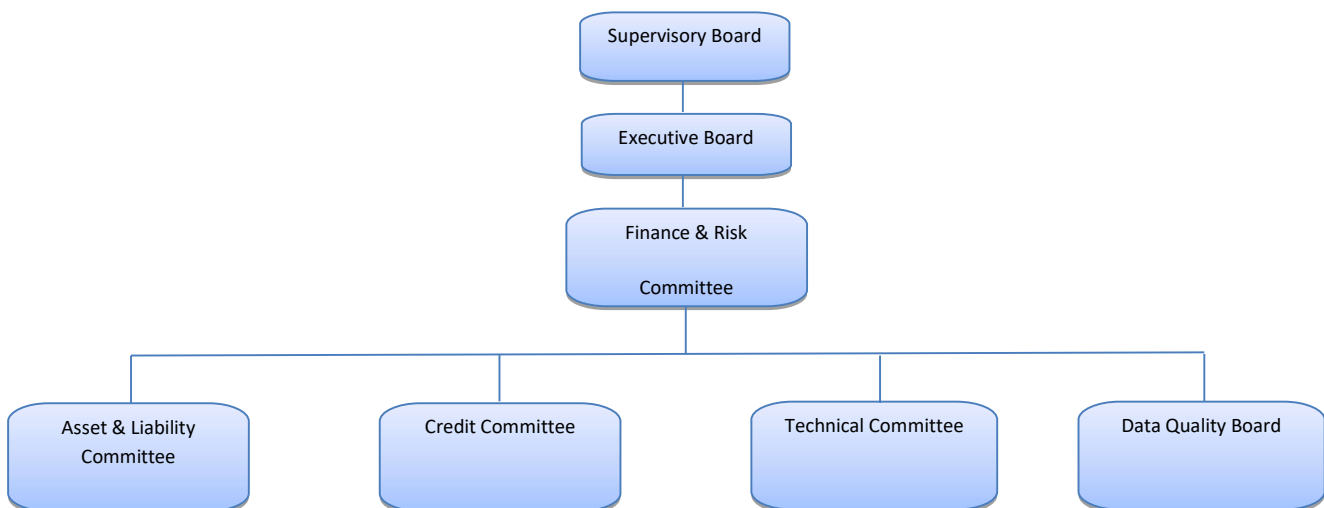 Supervisory Board
Executive Board
Finance & Risk
Committee
Asset & Liability
Committee
Credit Committee
Technical Committee
Data Quality Board